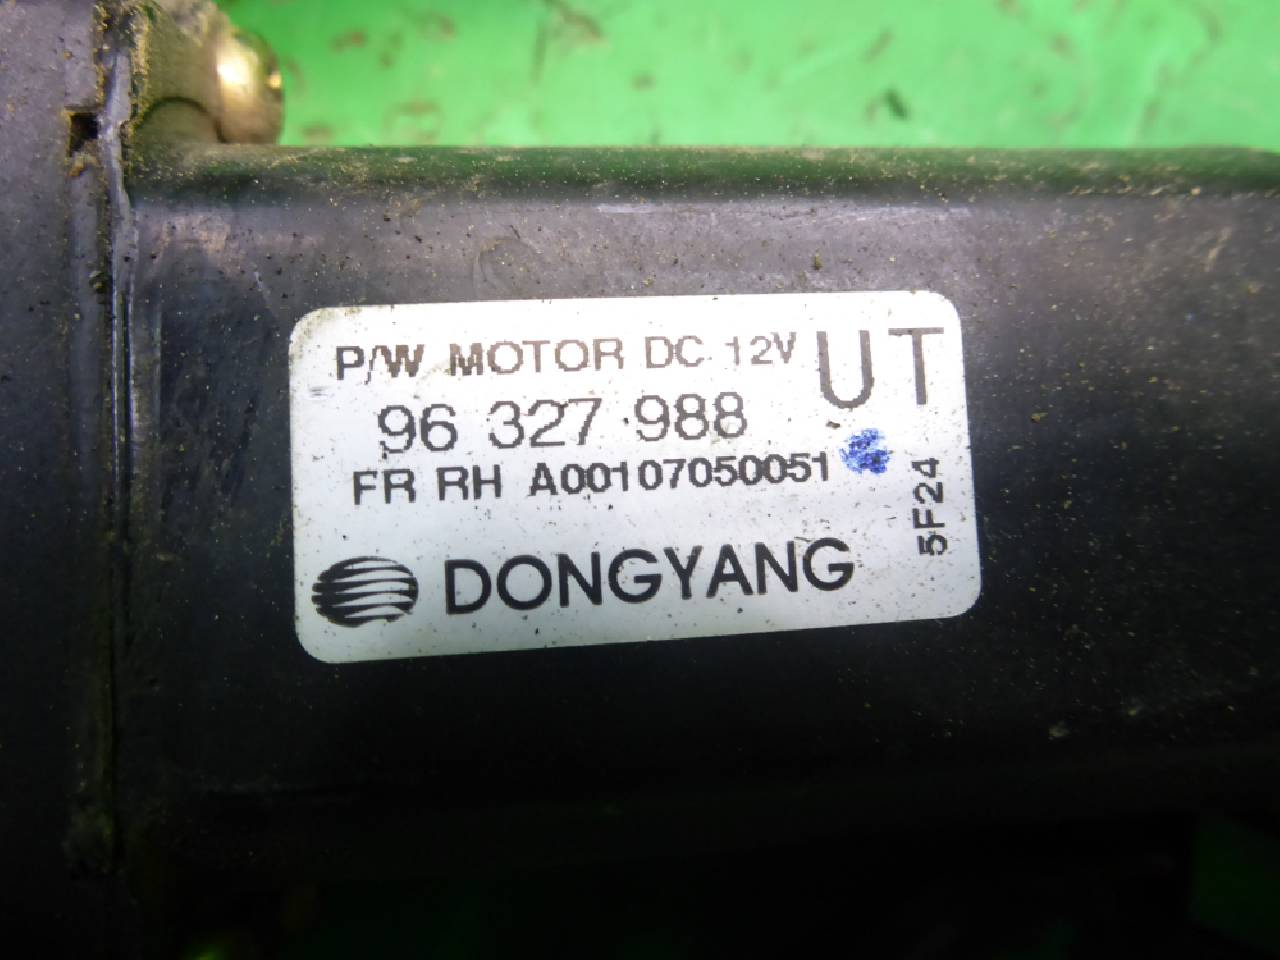 P/W MOTOR DC 12V UT
96 327 988
FR RH A00107050051
5F24
DONGYANG